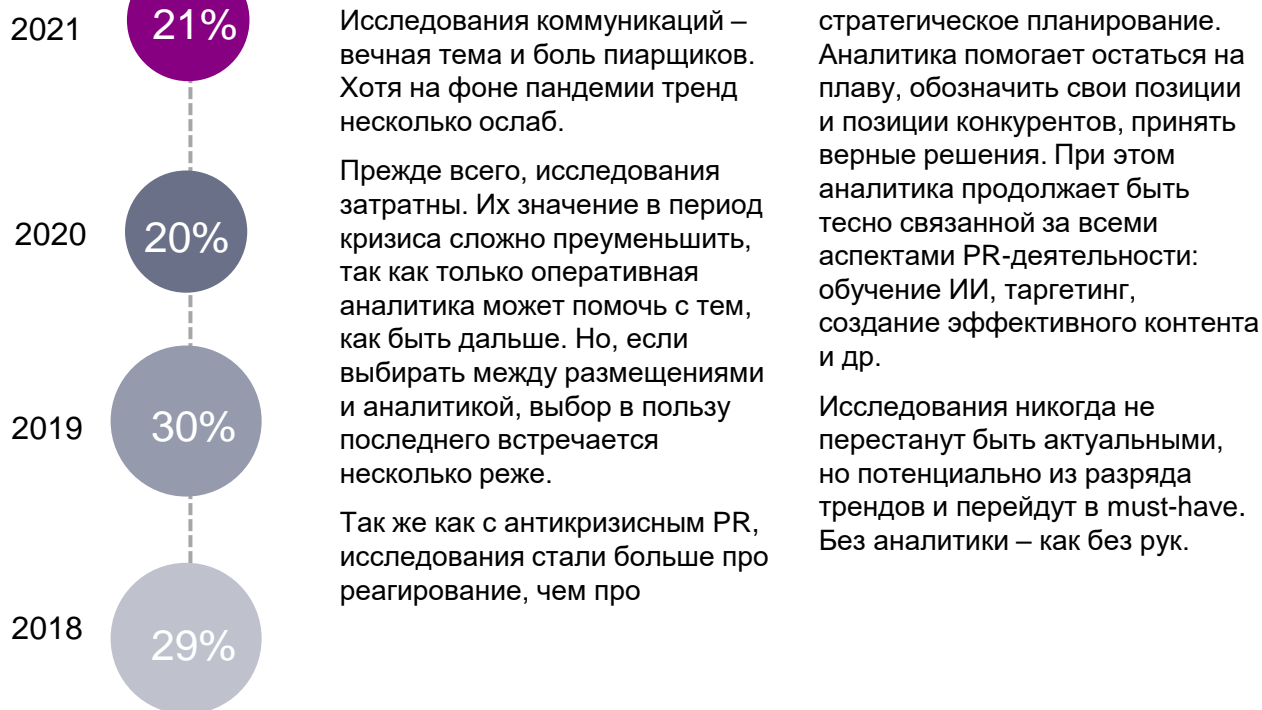 2021
21%
2020
20%
2019
30%
2018
29%
Исследования коммуникаций –
вечная тема и боль пиарщиков.
Хотя на фоне пандемии тренд
несколько ослаб.
Прежде всего, исследования
затратны. Их значение в период
кризиса сложно преуменьшить,
так как только оперативная
аналитика может помочь с тем,
как быть дальше. Но, если
выбирать между размещениями
и аналитикой, выбор в пользу
последнего встречается
несколько реже.
Так же как с антикризисным PR,
исследования стали больше про
реагирование, чем про
стратегическое планирование.
Аналитика помогает остаться на
плаву, обозначить свои позиции
и позиции конкурентов, принять
верные решения. При этом
аналитика продолжает быть
тесно связанной за всеми
аспектами PR-деятельности:
обучение ИИ, таргетинг,
создание эффективного контента
и др.
Исследования никогда не
перестанут быть актуальными,
но потенциально из разряда
трендов и перейдут в must-have.
Без аналитики – как без рук.